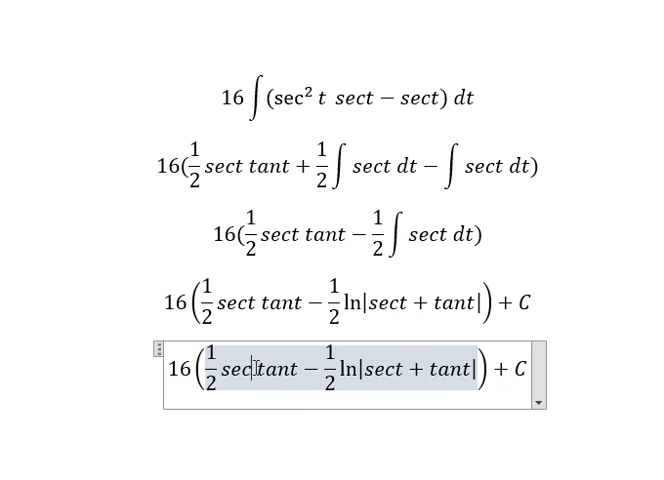 16 ∫ (sec² t sect − sect) dt
16(1/2 sect tant + 1/2 ∫ sect dt − ∫ sect dt)
16(1/2 sect tant − 1/2 ∫ sect dt)
16 (1/2 sect tant − 1/2 ln|sect + tant|) + C
16 (1/2 sec tant − 1/2 ln|sect + tant|) + C